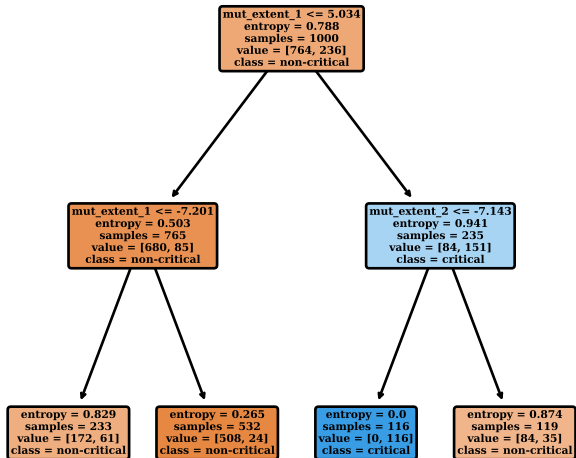 mut_extent_1 <= 5.034
entropy = 0.788
samples = 1000
value = [764, 236]
class = non-critical
mut_extent_1 <= -7.201
entropy = 0.503
samples = 765
value = [680, 85]
class = non-critical
mut_extent_2 <= -7.143
entropy = 0.941
samples = 235
value = [84, 151]
class = critical
entropy = 0.829
samples = 233
value = [172, 61]
class = non-critical
entropy = 0.265
samples = 532
value = [508, 24]
class = non-critical
entropy = 0.0
samples = 116
value = [0, 116]
class = critical
entropy = 0.874
samples = 119
value = [84, 35]
class = non-critical